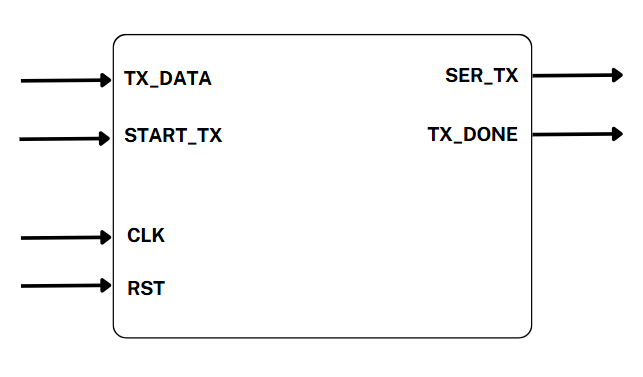 TX_DATA
SER_TX
START_TX
TX_DONE
CLK
RST